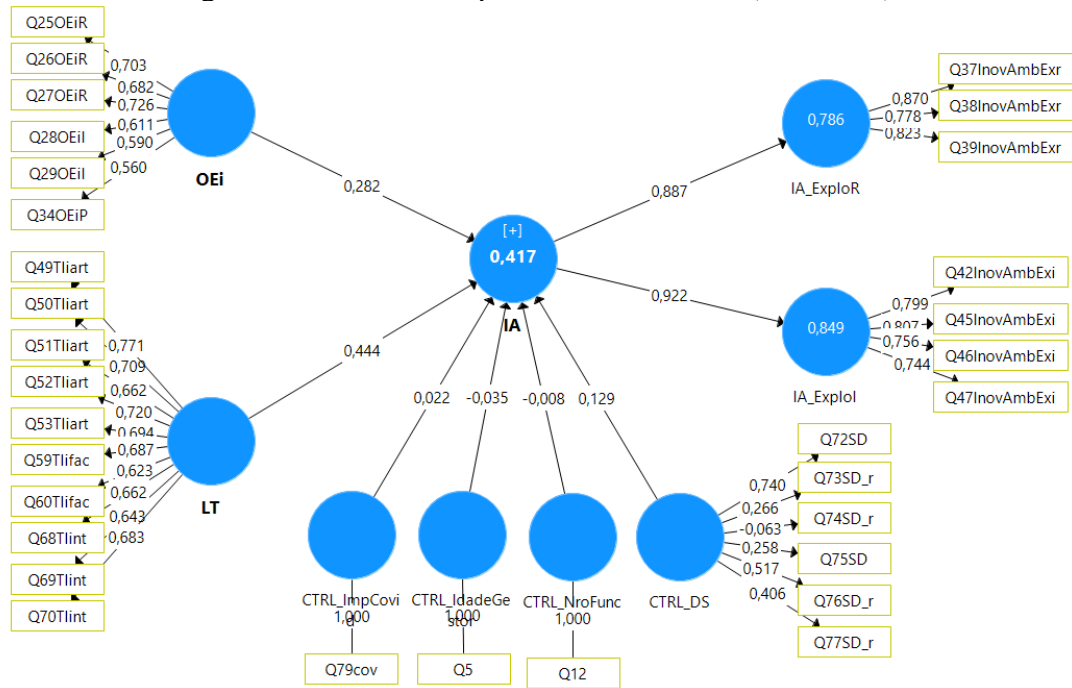 Q25OEiR
Q26OEiR
Q27OEiR
Q28OEiI
Q29OEiI
Q34OEiP
0,703
0,682
0,726
0,611
0,590
0,560
OEi
0,282
Q49TIiart
Q50TIiart
Q51TIiart
Q52TIiart
Q53TIiart
Q59TIifac
Q60TIifac
Q68TIint
Q69TIint
Q70TIint
0,771
0,709
0,662
0,720
0,694
0,687
0,623
0,662
0,643
0,683
LT
0,444
[+]
0,417
IA
0,887
0,922
0,786
IA_ExploR
0,870
0,778
0,823
Q37InovAmbExr
Q38InovAmbExr
Q39InovAmbExr
0,849
IA_ExploI
0,799
0,807
0,756
0,744
Q42InovAmbExi
Q45InovAmbExi
Q46InovAmbExi
Q47InovAmbExi
0,022
-0,035
-0,008
0,129
CTRL_ImpCovi
d
1,000
Q79cov
CTRL_IdadeGe
stor
1,000
Q5
CTRL_NroFunc
1,000
Q12
CTRL_DS
0,740
0,266
-0,063
0,258
0,517
0,406
Q72SD
Q73SD_r
Q74SD_r
Q75SD
Q76SD_r
Q77SD_r